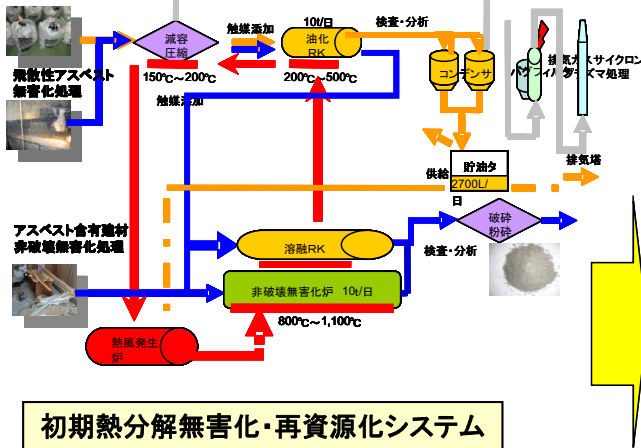 減容
圧縮
触媒添加
10t/日
油化
RK
検査・分析
コンデンサ
排気ガスサイクロン
バグフィルタ
プラズマ処理
飛散性アスベスト
無害化処理
150℃～200℃
触媒添加
200℃～500℃
貯油タ
供給
2700L/
日
排気塔
アスベスト含有建材
非破壊無害化処理
破砕
粉砕
溶融RK
検査・分析
非破壊無害化炉 10t/日
800℃～1,100℃
熱風発生
炉
初期熱分解無害化・再資源化システム